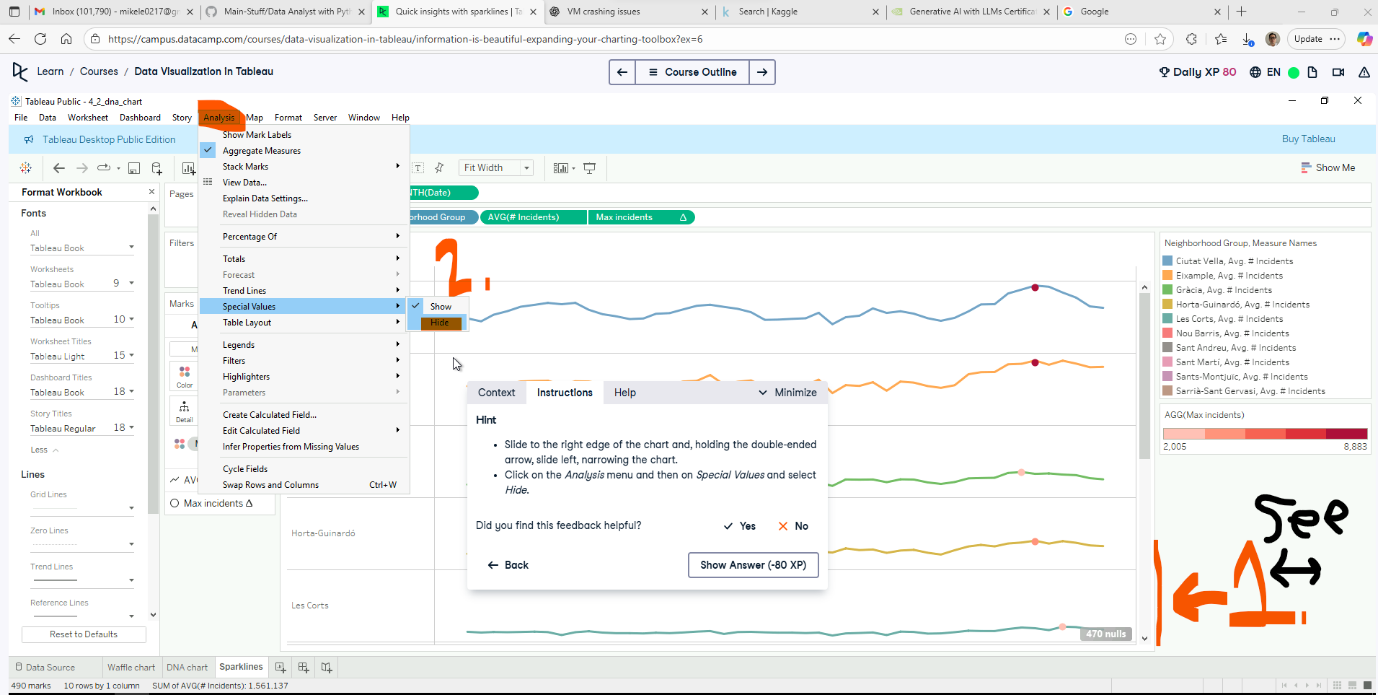 Inbox (101,790) - mikele0217@g
Main-Stuff/Data Analyst with Pyth
Quick insights with sparklines | Ta
VM crashing issues
Search | Kaggle
Generative AI with LLMs Certifica
Google
https://campus.datacamp.com/courses/data-visualization-in-tableau/information-is-beautiful-expanding-your-charting-toolbox?ex=6
Update
Learn / Courses / Data Visualization in Tableau
Course Outline
Daily XP 80
EN
Tableau Public - 4_2_dna_chart
File Data Worksheet Dashboard Story Analysis Map Format Server Window Help
Tableau Desktop Public Edition
Buy Tableau
Fit Width
Show Me
Format Workbook
Fonts
All
Tableau Book
Worksheets
Tableau Book 9
Tooltips
Tableau Book 10
Worksheet Titles
Tableau Light 15
Dashboard Titles
Tableau Book 18
Story Titles
Tableau Regular 18
Less
Lines
Grid Lines
Zero Lines
Trend Lines
Reference Lines
Reset to Defaults
Pages
Filters
Marks
Color
Detail
Max incidents Δ
Show Mark Labels
Aggregate Measures
Stack Marks
View Data...
Explain Data Settings...
Reveal Hidden Data
Percentage Of
Totals
Forecast
Trend Lines
Special Values
Table Layout
Legends
Filters
Highlighters
Parameters
Create Calculated Field...
Edit Calculated Field
Infer Properties from Missing Values
Cycle Fields
Swap Rows and Columns Ctrl+W
Show
Hide
NTH(Date)
orhood Group
AVG(# Incidents)
Max incidents Δ
2.
Horta-Guinardó
Les Corts
Context
Instructions
Help
Minimize
Hint
• Slide to the right edge of the chart and, holding the double-ended
arrow, slide left, narrowing the chart.
• Click on the Analysis menu and then on Special Values and select
Hide.
Did you find this feedback helpful?
Yes
No
Back
Show Answer (-80 XP)
470 nulls
Neighborhood Group, Measure Names
Ciutat Vella, Avg. # Incidents
Eixample, Avg. # Incidents
Gràcia, Avg. # Incidents
Horta-Guinardó, Avg. # Incidents
Les Corts, Avg. # Incidents
Nou Barris, Avg. # Incidents
Sant Andreu, Avg. # Incidents
Sant Martí, Avg. # Incidents
Sants-Montjuïc, Avg. # Incidents
Sarrià-Sant Gervasi, Avg. # Incidents
AGG(Max incidents)
2,005
8,883
See
1.
Data Source
Waffle chart
DNA chart
Sparklines
490 marks
10 rows by 1 column
SUM of AVG(# Incidents): 1,561,137